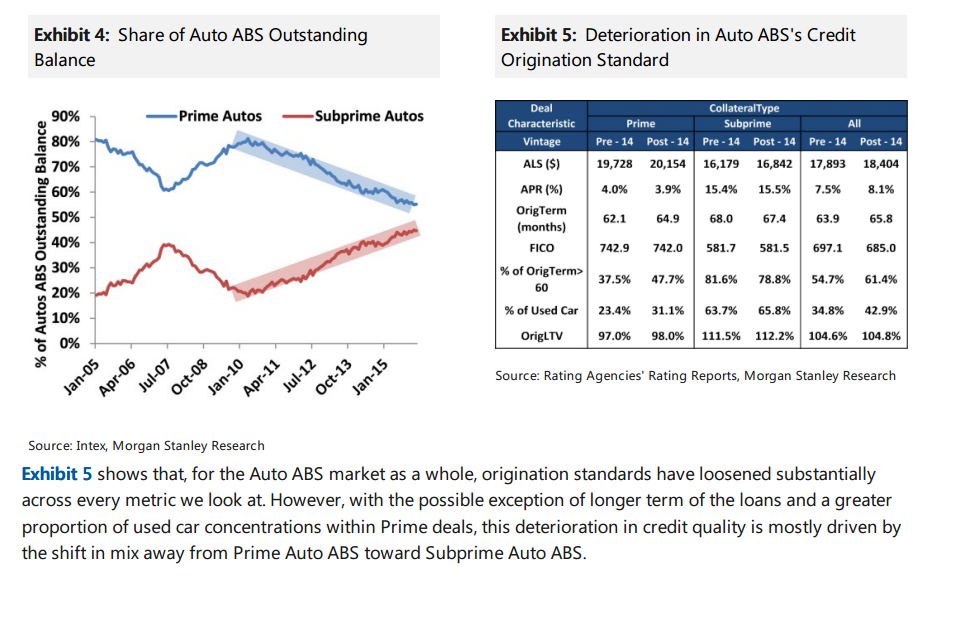 Exhibit 4: Share of Auto ABS Outstanding
Balance
90%
80%
70%
60%
50%
40%
30%
20%
10%
0%
% of Autos ABS Outstanding Balance
Prime Autos
Subprime Autos
Jan-05
Apr-06
Jul-07
Oct-08
Jan-10
Apr-11
Jul-12
Oct-13
Jan-15
Source: Intex, Morgan Stanley Research
Exhibit 5: Deterioration in Auto ABS's Credit
Origination Standard
Deal
Characteristic
CollateralType
Prime Subprime All
Vintage Pre - 14 Post - 14 Pre - 14 Post - 14 Pre - 14 Post - 14
ALS ($) 19,728 20,154 16,179 16,842 17,893 18,404
APR (%) 4.0% 3.9% 15.4% 15.5% 7.5% 8.1%
OrigTerm
(months) 62.1 64.9 68.0 67.4 63.9 65.8
FICO 742.9 742.0 581.7 581.5 697.1 685.0
% of OrigTerm>
60 37.5% 47.7% 81.6% 78.8% 54.7% 61.4%
% of Used Car 23.4% 31.1% 63.7% 65.8% 34.8% 42.9%
OrigLTV 97.0% 98.0% 111.5% 112.2% 104.6% 104.8%
Source: Rating Agencies' Rating Reports, Morgan Stanley Research
Exhibit 5 shows that, for the Auto ABS market as a whole, origination standards have loosened substantially
across every metric we look at. However, with the possible exception of longer term of the loans and a greater
proportion of used car concentrations within Prime deals, this deterioration in credit quality is mostly driven by
the shift in mix away from Prime Auto ABS toward Subprime Auto ABS.